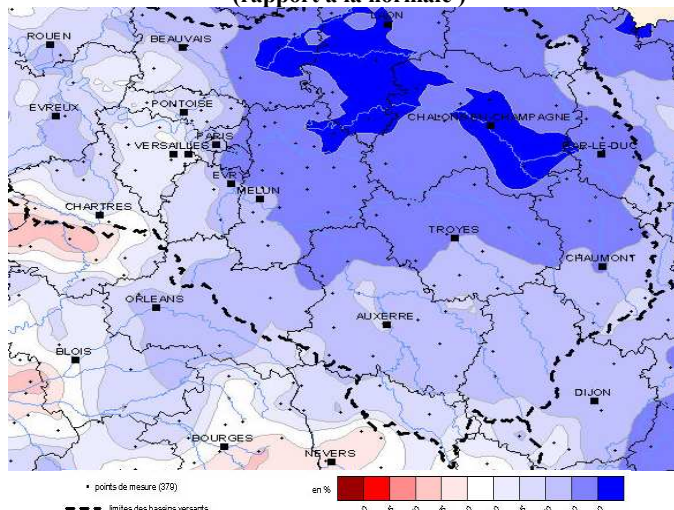 (rapport à la normale )
LAON
ROUEN
BEAUVAIS
EVREUX
PONTOISE
CHALONS EN CHAMPAGNE
PARIS
VERSAILLES
BAR-LE-DUC
EVRY
MELUN
CHARTRES
TROYES
CHAUMONT
ORLEANS
AUXERRE
BLOIS
DIJON
BOURGES
NEVERS
points de mesure (379)
en %
limites des bassins versants